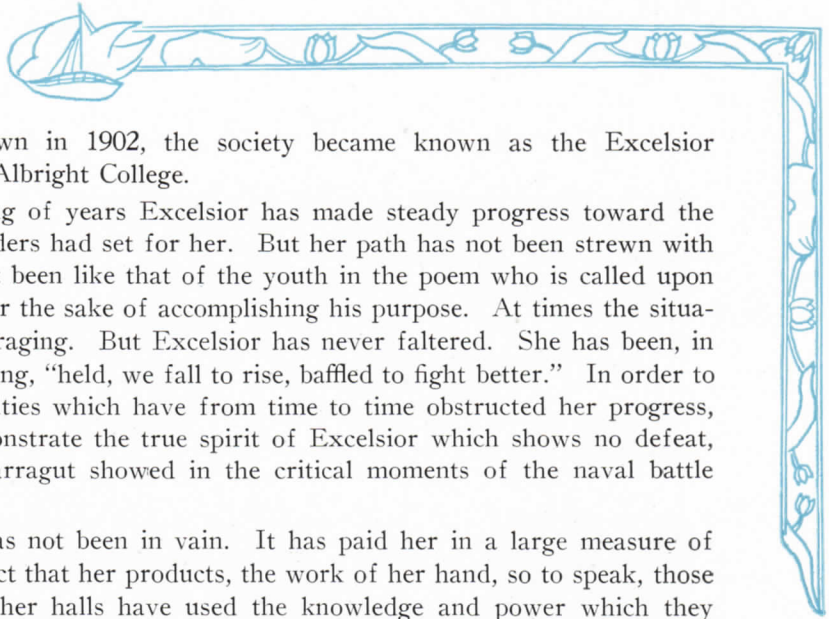 wn in 1902, the society became known as the Excelsior
Albright College.
g of years Excelsior has made steady progress toward the
ders had set for her. But her path has not been strewn with
been like that of the youth in the poem who is called upon
r the sake of accomplishing his purpose. At times the situa-
raging. But Excelsior has never faltered. She has been, in
ng, “held, we fall to rise, baffled to fight better.” In order to
ties which have from time to time obstructed her progress,
onstrate the true spirit of Excelsior which shows no defeat,
rragut showed in the critical moments of the naval battle
as not been in vain. It has paid her in a large measure of
ct that her products, the work of her hand, so to speak, those
her halls have used the knowledge and power which they